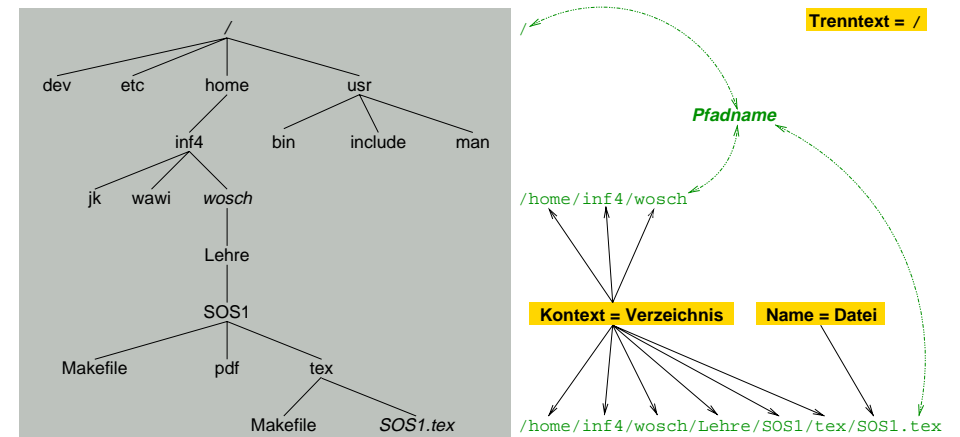 /
dev etc home usr
inf4 bin include man
jk wawi wosch
Lehre
SOS1
Makefile pdf tex
Makefile SOS1.tex
/
Trenntext = /
Pfadname
/home/inf4/wosch
Kontext = Verzeichnis Name = Datei
/home/inf4/wosch/Lehre/SOS1/tex/SOS1.tex